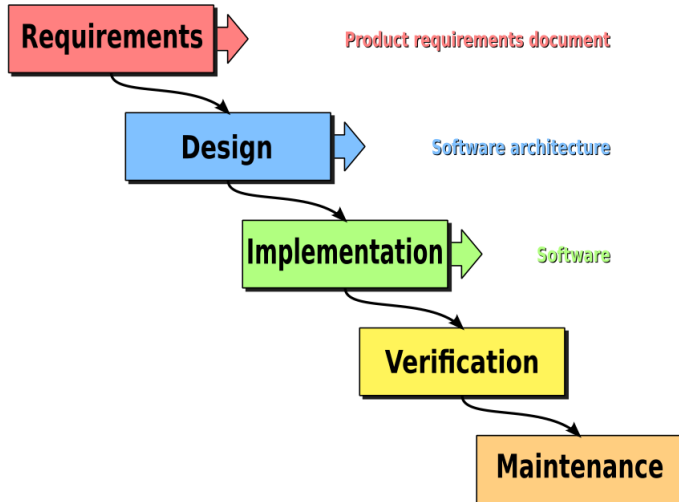 Requirements
Product requirements document
Design
Software architecture
Implementation
Software
Verification
Maintenance